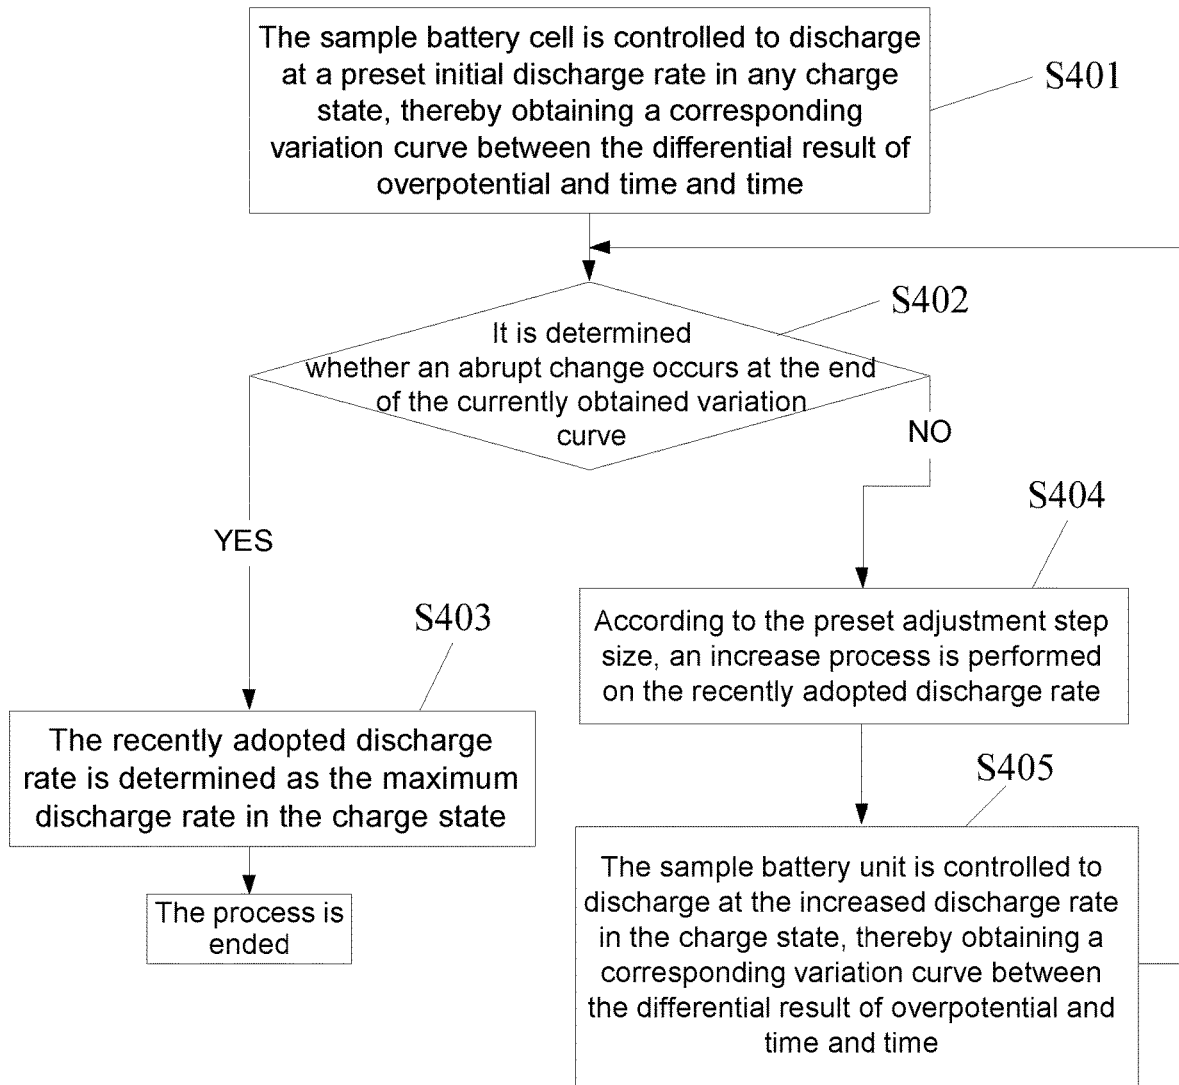 The sample battery cell is controlled to discharge
at a preset initial discharge rate in any charge
state, thereby obtaining a corresponding
variation curve between the differential result of
overpotential and time and time
S401
S402
It is determined
whether an abrupt change occurs at the end
of the currently obtained variation
curve
NO
YES
S404
According to the preset adjustment step
size, an increase process is performed
on the recently adopted discharge rate
S403
The recently adopted discharge
rate is determined as the maximum
discharge rate in the charge state
S405
The sample battery unit is controlled to
discharge at the increased discharge rate
in the charge state, thereby obtaining a
corresponding variation curve between
the differential result of overpotential and
time and time
The process is
ended